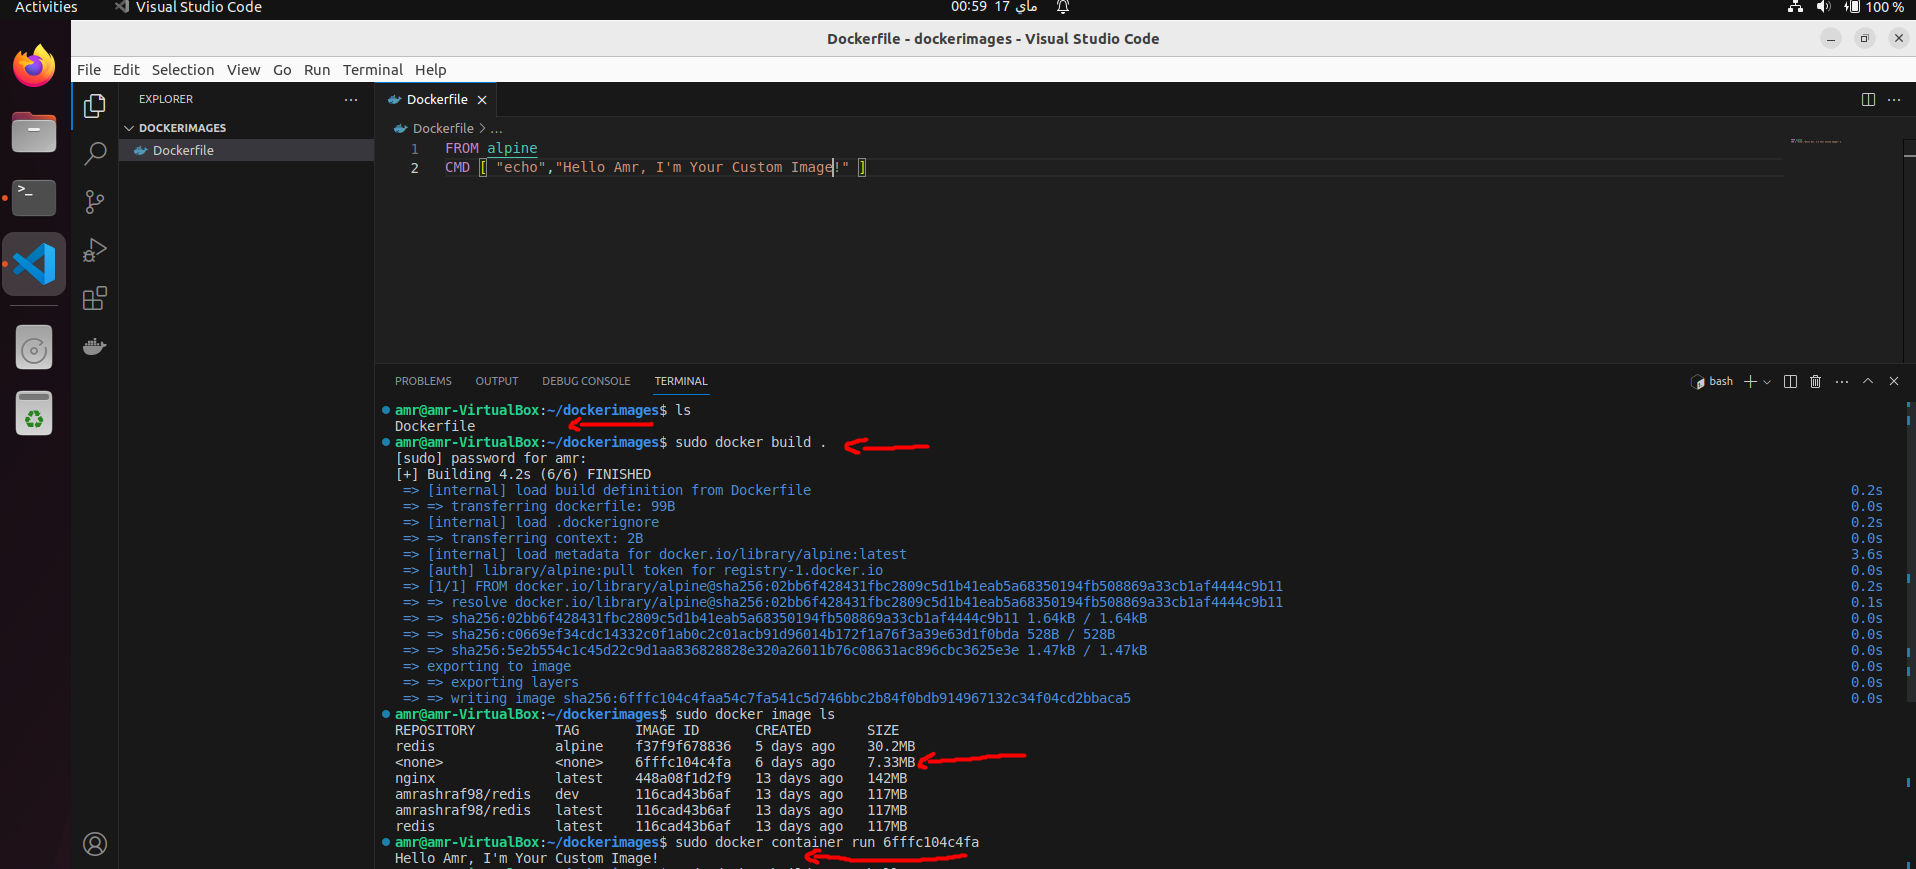 Activities
Visual Studio Code
00:59 17 ماي
100 %
Dockerfile - dockerimages - Visual Studio Code
File Edit Selection View Go Run Terminal Help
EXPLORER
DOCKERIMAGES
Dockerfile
Dockerfile
Dockerfile > ...
1 FROM alpine
2 CMD [ "echo","Hello Amr, I'm Your Custom Image!" ]
PROBLEMS OUTPUT DEBUG CONSOLE TERMINAL
bash
amr@amr-VirtualBox:~/dockerimages$ ls
Dockerfile
amr@amr-VirtualBox:~/dockerimages$ sudo docker build .
[sudo] password for amr:
[+] Building 4.2s (6/6) FINISHED
=> [internal] load build definition from Dockerfile 0.2s
=> => transferring dockerfile: 99B 0.0s
=> [internal] load .dockerignore 0.2s
=> => transferring context: 2B 0.0s
=> [internal] load metadata for docker.io/library/alpine:latest 3.6s
=> [auth] library/alpine:pull token for registry-1.docker.io 0.0s
=> [1/1] FROM docker.io/library/alpine@sha256:02bb6f428431fbc2809c5d1b41eab5a68350194fb508869a33cb1af4444c9b11 0.2s
=> => resolve docker.io/library/alpine@sha256:02bb6f428431fbc2809c5d1b41eab5a68350194fb508869a33cb1af4444c9b11 0.1s
=> => sha256:02bb6f428431fbc2809c5d1b41eab5a68350194fb508869a33cb1af4444c9b11 1.64kB / 1.64kB 0.0s
=> => sha256:c0669ef34cdc14332c0f1ab0c2c01acb91d96014b172f1a76f3a39e63d1f0bda 528B / 528B 0.0s
=> => sha256:5e2b554c1c45d22c9d1aa836828828e320a26011b76c08631ac896cbc3625e3e 1.47kB / 1.47kB 0.0s
=> exporting to image 0.0s
=> => exporting layers 0.0s
=> => writing image sha256:6fffc104c4faa54c7fa541c5d746bbc2b84f0bdb914967132c34f04cd2bbaca5 0.0s
amr@amr-VirtualBox:~/dockerimages$ sudo docker image ls
REPOSITORY TAG IMAGE ID CREATED SIZE
redis alpine f37f9f678836 5 days ago 30.2MB
<none> <none> 6fffc104c4fa 6 days ago 7.33MB
nginx latest 448a08f1d2f9 13 days ago 142MB
amrashraf98/redis dev 116cad43b6af 13 days ago 117MB
amrashraf98/redis latest 116cad43b6af 13 days ago 117MB
redis latest 116cad43b6af 13 days ago 117MB
amr@amr-VirtualBox:~/dockerimages$ sudo docker container run 6fffc104c4fa
Hello Amr, I'm Your Custom Image!